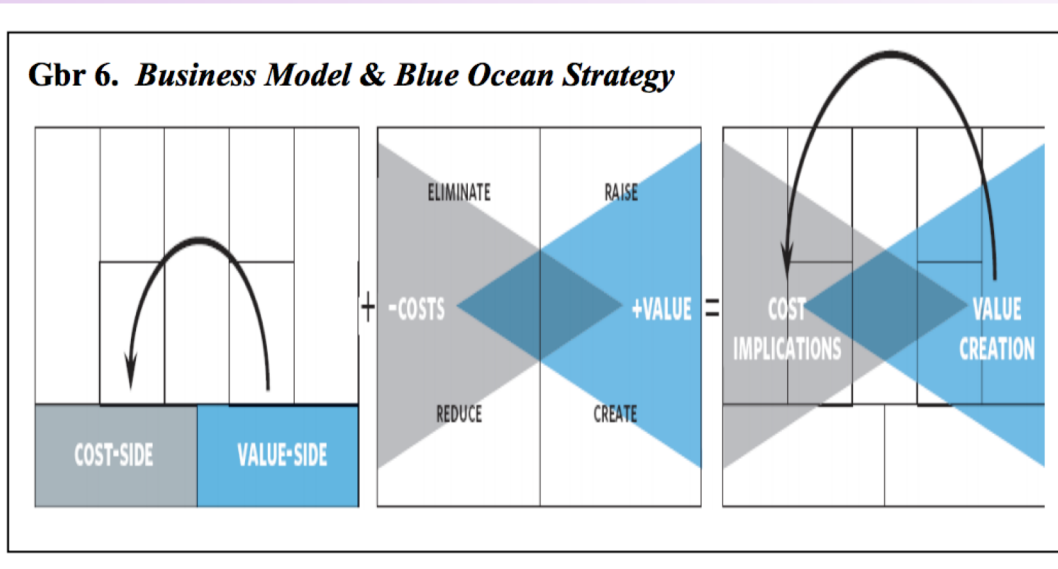 Gbr 6. Business Model & Blue Ocean Strategy
COST-SIDE
VALUE-SIDE
+
ELIMINATE
RAISE
-COSTS
+VALUE
REDUCE
CREATE
=
COST
IMPLICATIONS
VALUE
CREATION